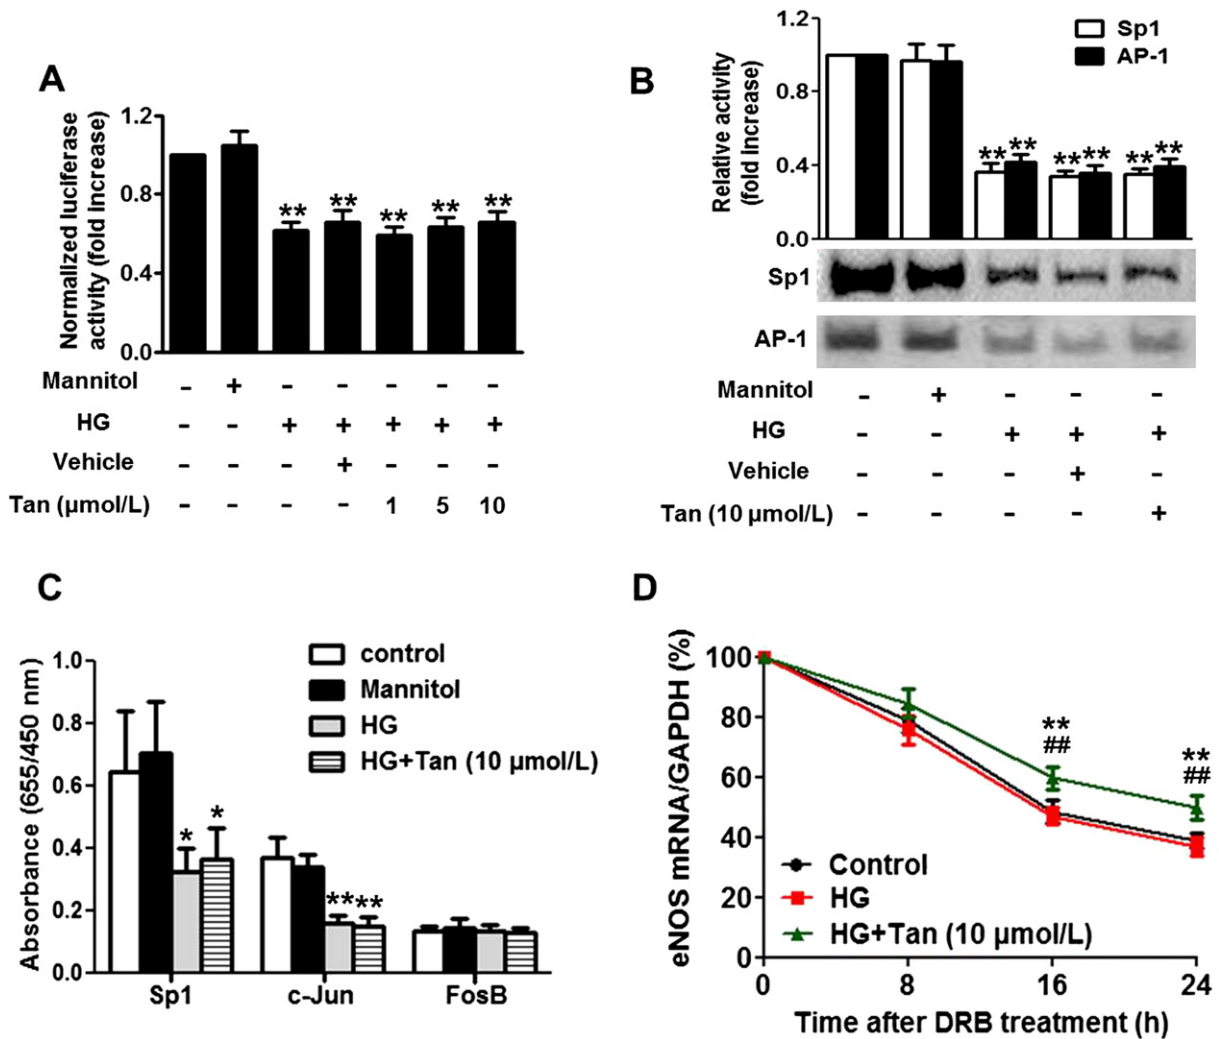 A
Normalized luciferase
activity (fold increase)
1.2
0.8
0.4
0.0
** ** ** ** **
Mannitol - + - - - - -
HG - - + + + + +
Vehicle - - - + - - -
Tan (μmol/L) - - - - 1 5 10
B
Relative activity
(fold increase)
1.2
0.8
0.4
0.0
Sp1
AP-1
** ** ** ** ** **
Sp1
AP-1
Mannitol - + - - -
HG - - + + +
Vehicle - - - + -
Tan (10 μmol/L) - - - - +
C
Absorbance (655/450 nm)
1.0
0.8
0.6
0.4
0.2
0.0
control
Mannitol
HG
HG+Tan (10 μmol/L)
* * ** **
Sp1 c-Jun FosB
D
eNOS mRNA/GAPDH (%)
100
80
60
40
20
0
** **
## ##
Control
HG
HG+Tan (10 μmol/L)
0 8 16 24
Time after DRB treatment (h)